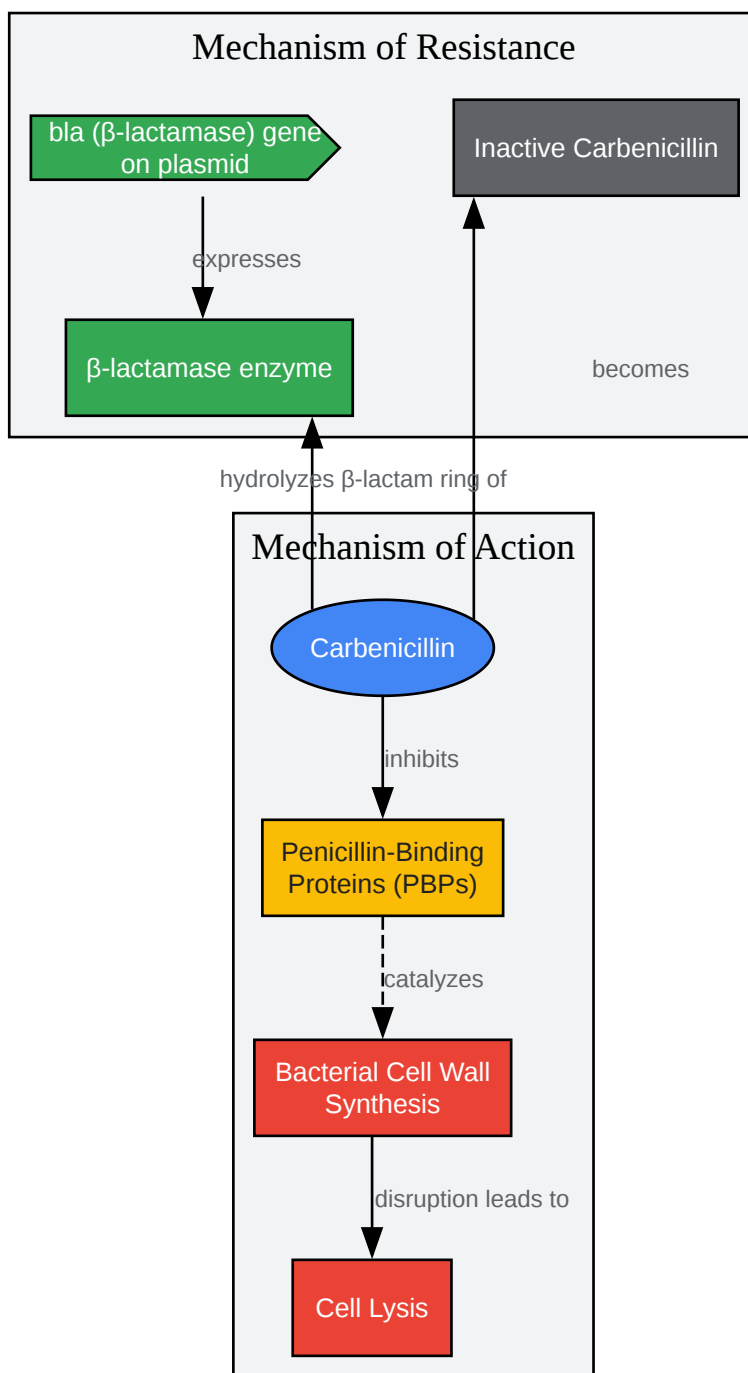 Mechanism of Resistance
bla (β-lactamase) gene
on plasmid
Inactive Carbenicillin
expresses
β-lactamase enzyme
becomes
hydrolyzes β-lactam ring of
Mechanism of Action
Carbenicillin
inhibits
Penicillin-Binding
Proteins (PBPs)
catalyzes
Bacterial Cell Wall
Synthesis
disruption leads to
Cell Lysis